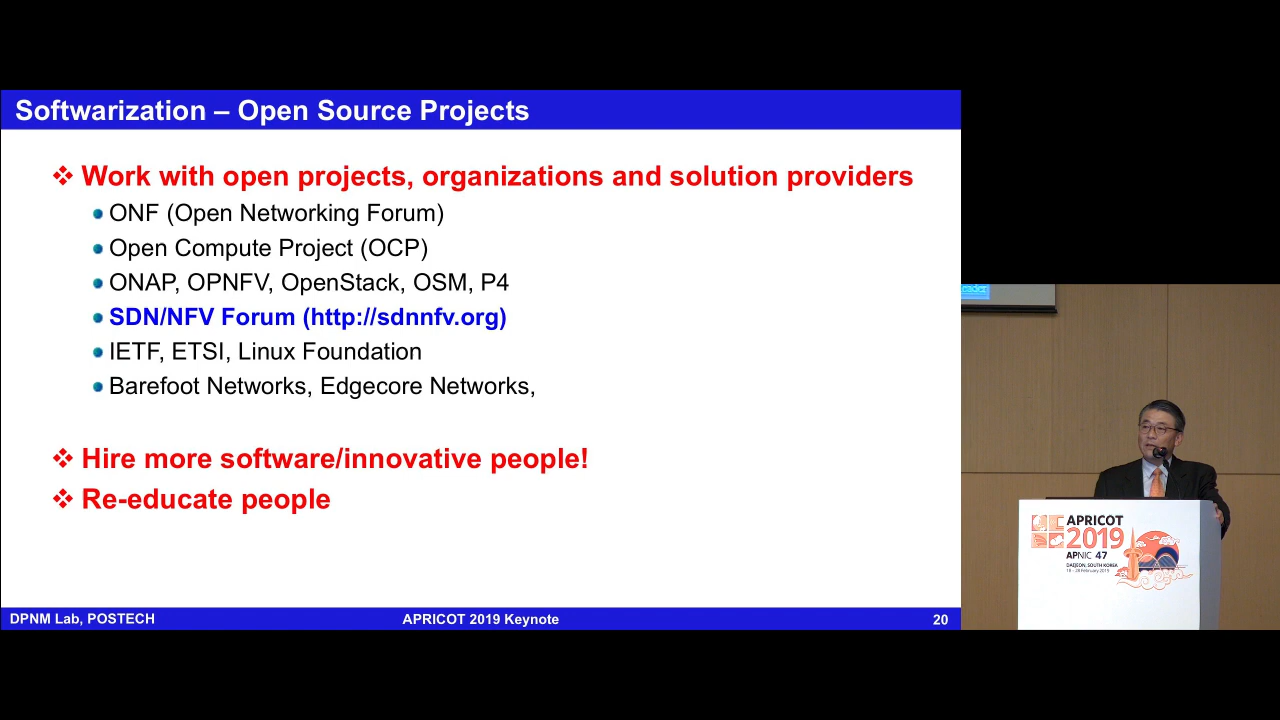 Softwarization – Open Source Projects
❖ Work with open projects, organizations and solution providers
● ONF (Open Networking Forum)
● Open Compute Project (OCP)
● ONAP, OPNFV, OpenStack, OSM, P4
● SDN/NFV Forum (http://sdnnfv.org)
● IETF, ETSI, Linux Foundation
● Barefoot Networks, Edgecore Networks,
❖ Hire more software/innovative people!
❖ Re-educate people
DPNM Lab, POSTECH
APRICOT 2019 Keynote
20
APRICOT
2019
APNIC 47
DAEJEON, SOUTH KOREA